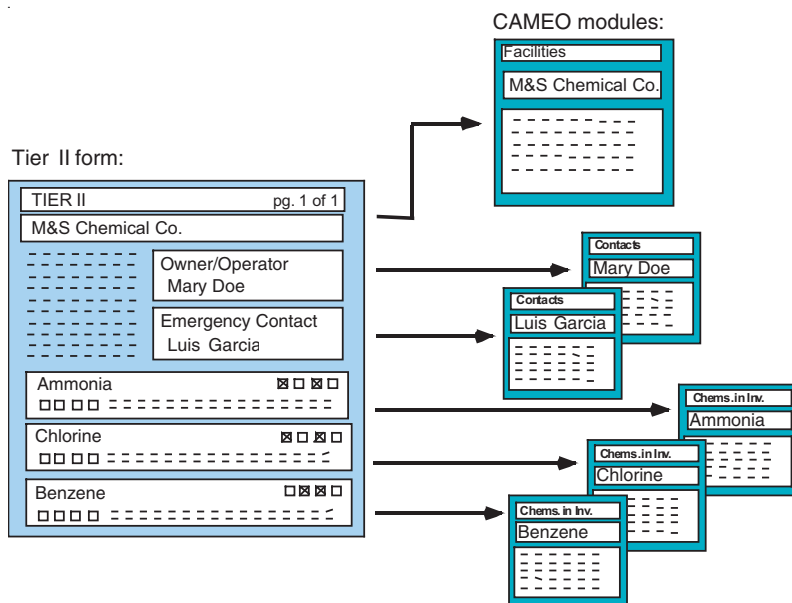 CAMEO modules:
Facilities
M&S Chemical Co.
Tier II form:
TIER II pg. 1 of 1
M&S Chemical Co.
Owner/Operator
Mary Doe
Emergency Contact
Luis Garcia
Ammonia
Chlorine
Benzene
Contacts
Mary Doe
Contacts
Luis Garcia
Chems.in Inv.
Ammonia
Chems.in Inv.
Chlorine
Chems. in Inv.
Benzene